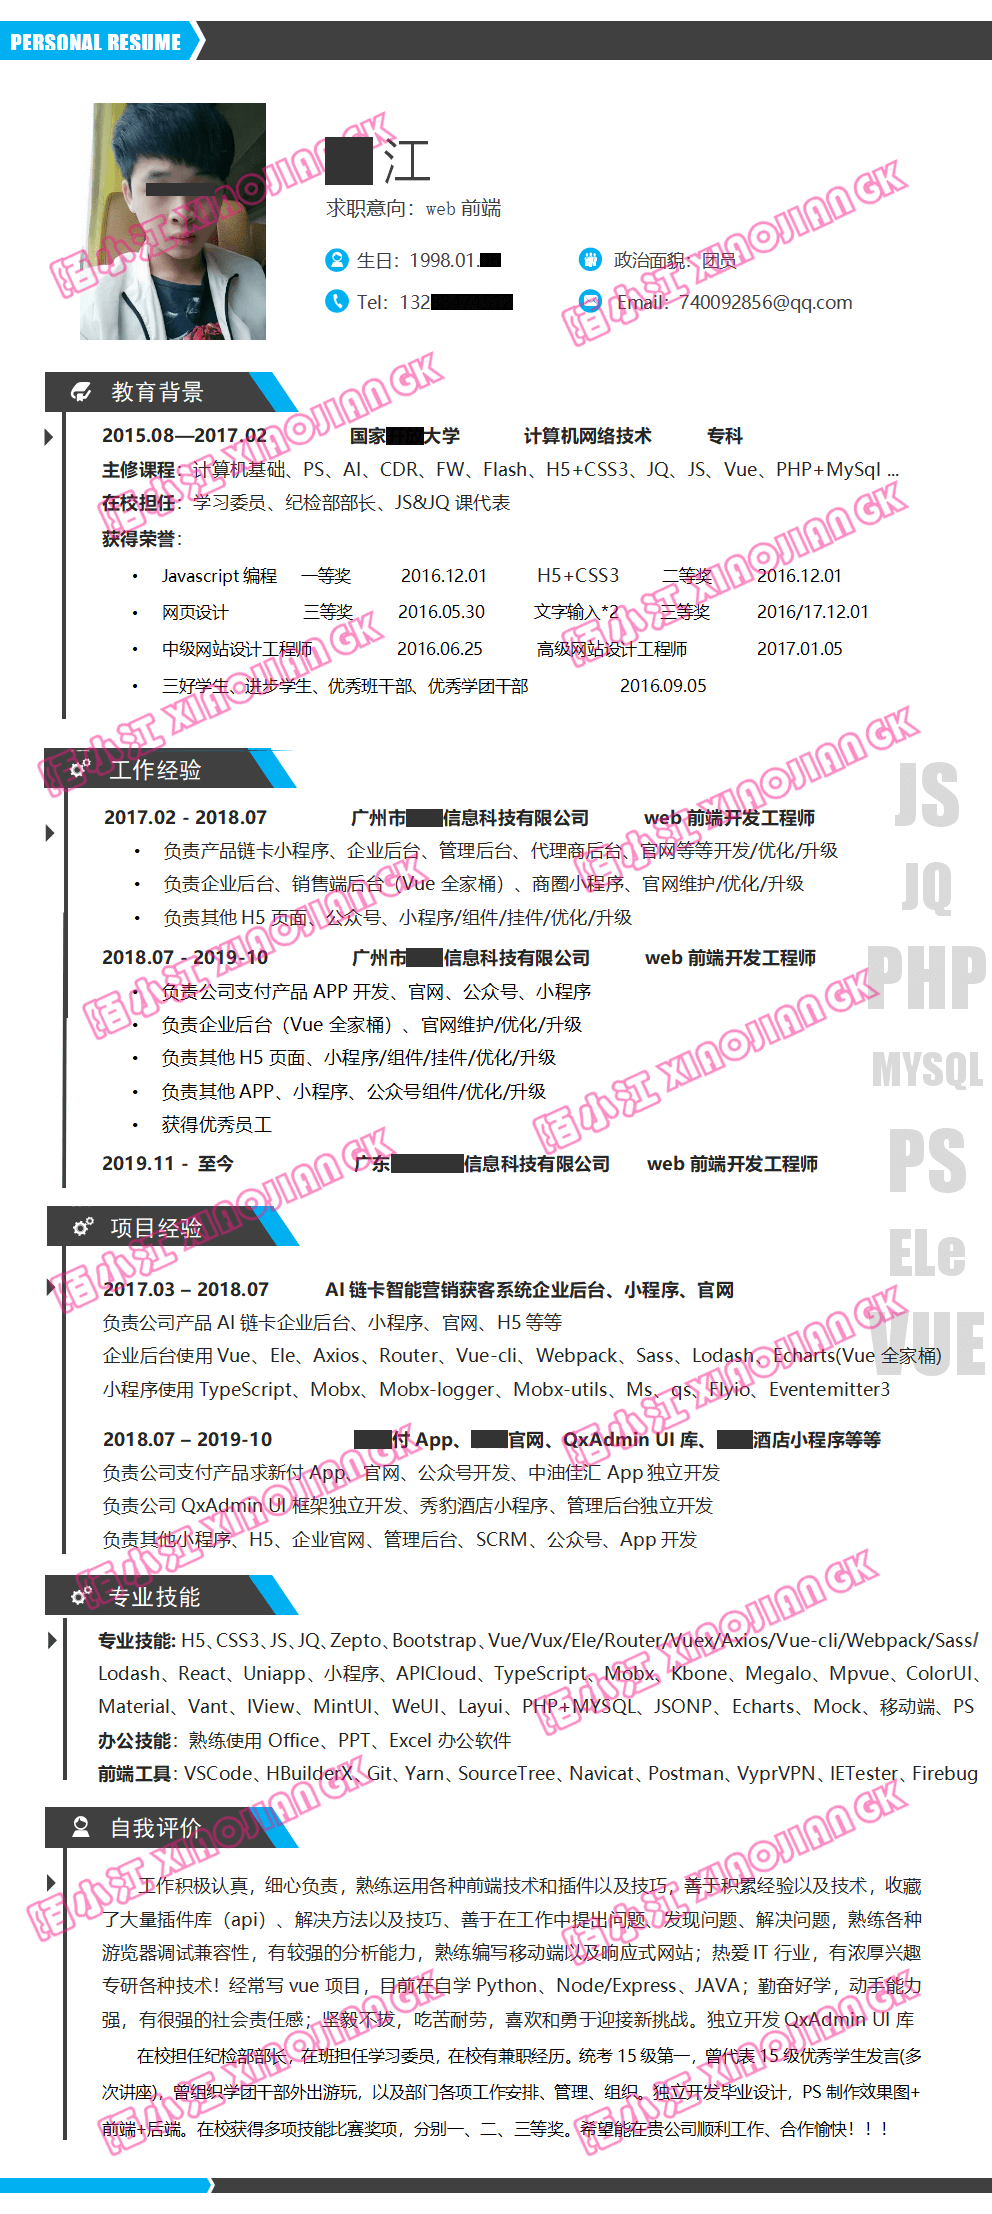 PERSONAL RESUME
江
求职意向：web 前端
生日：1998.01.
政治面貌：团员
Tel：132
Email：740092856@qq.com
教育背景
2015.08—2017.02 国家 大学 计算机网络技术 专科
主修课程：计算机基础、PS、AI、CDR、FW、Flash、H5+CSS3、JQ、JS、Vue、PHP+MySql ...
在校担任：学习委员、纪检部部长、JS&JQ 课代表
获得荣誉：
• Javascript 编程 一等奖 2016.12.01 H5+CSS3 二等奖 2016.12.01
• 网页设计 三等奖 2016.05.30 文字输入*2 三等奖 2016/17.12.01
• 中级网站设计工程师 2016.06.25 高级网站设计工程师 2017.01.05
• 三好学生、进步学生、优秀班干部、优秀学团干部 2016.09.05
工作经验
2017.02 - 2018.07 广州市 信息科技有限公司 web 前端开发工程师
• 负责产品链卡小程序、企业后台、管理后台、代理商后台、官网等等开发/优化/升级
• 负责企业后台、销售端后台（Vue 全家桶）、商圈小程序、官网维护/优化/升级
• 负责其他 H5 页面、公众号、小程序/组件/挂件/优化/升级
2018.07 - 2019-10 广州市 信息科技有限公司 web 前端开发工程师
• 负责公司支付产品 APP 开发、官网、公众号、小程序
• 负责企业后台（Vue 全家桶）、官网维护/优化/升级
• 负责其他 H5 页面、小程序/组件/挂件/优化/升级
• 负责其他 APP、小程序、公众号组件/优化/升级
• 获得优秀员工
2019.11 - 至今 广东 信息科技有限公司 web 前端开发工程师
JS
JQ
PHP
MYSQL
PS
ELe
VUE
项目经验
2017.03 – 2018.07 AI 链卡智能营销获客系统企业后台、小程序、官网
负责公司产品 AI 链卡企业后台、小程序、官网、H5 等等
企业后台使用 Vue、Ele、Axios、Router、Vue-cli、Webpack、Sass、Lodash、Echarts(Vue 全家桶)
小程序使用 TypeScript、Mobx、Mobx-logger、Mobx-utils、Ms、qs、Flyio、Eventemitter3
2018.07 – 2019-10 付 App、 官网、QxAdmin UI 库、 酒店小程序等等
负责公司支付产品求新付 App、官网、公众号开发、中油佳汇 App 独立开发
负责公司 QxAdmin UI 框架独立开发、秀豹酒店小程序、管理后台独立开发
负责其他小程序、H5、企业官网、管理后台、SCRM、公众号、App 开发
专业技能
专业技能: H5、CSS3、JS、JQ、Zepto、Bootstrap、Vue/Vux/Ele/Router/Vuex/Axios/Vue-cli/Webpack/Sass/
Lodash、React、Uniapp、小程序、APICloud、TypeScript、Mobx、Kbone、Megalo、Mpvue、ColorUI、
Material、Vant、IView、MintUI、WeUI、Layui、PHP+MYSQL、JSONP、Echarts、Mock、移动端、PS
办公技能：熟练使用 Office、PPT、Excel 办公软件
前端工具：VSCode、HBuilderX、Git、Yarn、SourceTree、Navicat、Postman、VyprVPN、IETester、Firebug
自我评价
工作积极认真，细心负责，熟练运用各种前端技术和插件以及技巧，善于积累经验以及技术，收藏
了大量插件库（api）、解决方法以及技巧、善于在工作中提出问题、发现问题、解决问题，熟练各种
游览器调试兼容性，有较强的分析能力，熟练编写移动端以及响应式网站；热爱 IT 行业，有浓厚兴趣
专研各种技术！经常写 vue 项目，目前在自学 Python、Node/Express、JAVA；勤奋好学，动手能力
强，有很强的社会责任感；坚毅不拔，吃苦耐劳，喜欢和勇于迎接新挑战。独立开发 QxAdmin UI 库
在校担任纪检部部长，在班担任学习委员，在校有兼职经历。统考 15 级第一，曾代表 15 级优秀学生发言(多
次讲座)，曾组织学团干部外出游玩，以及部门各项工作安排、管理、组织。独立开发毕业设计，PS 制作效果图+
前端+后端。在校获得多项技能比赛奖项，分别一、二、三等奖。希望能在贵公司顺利工作、合作愉快！！！